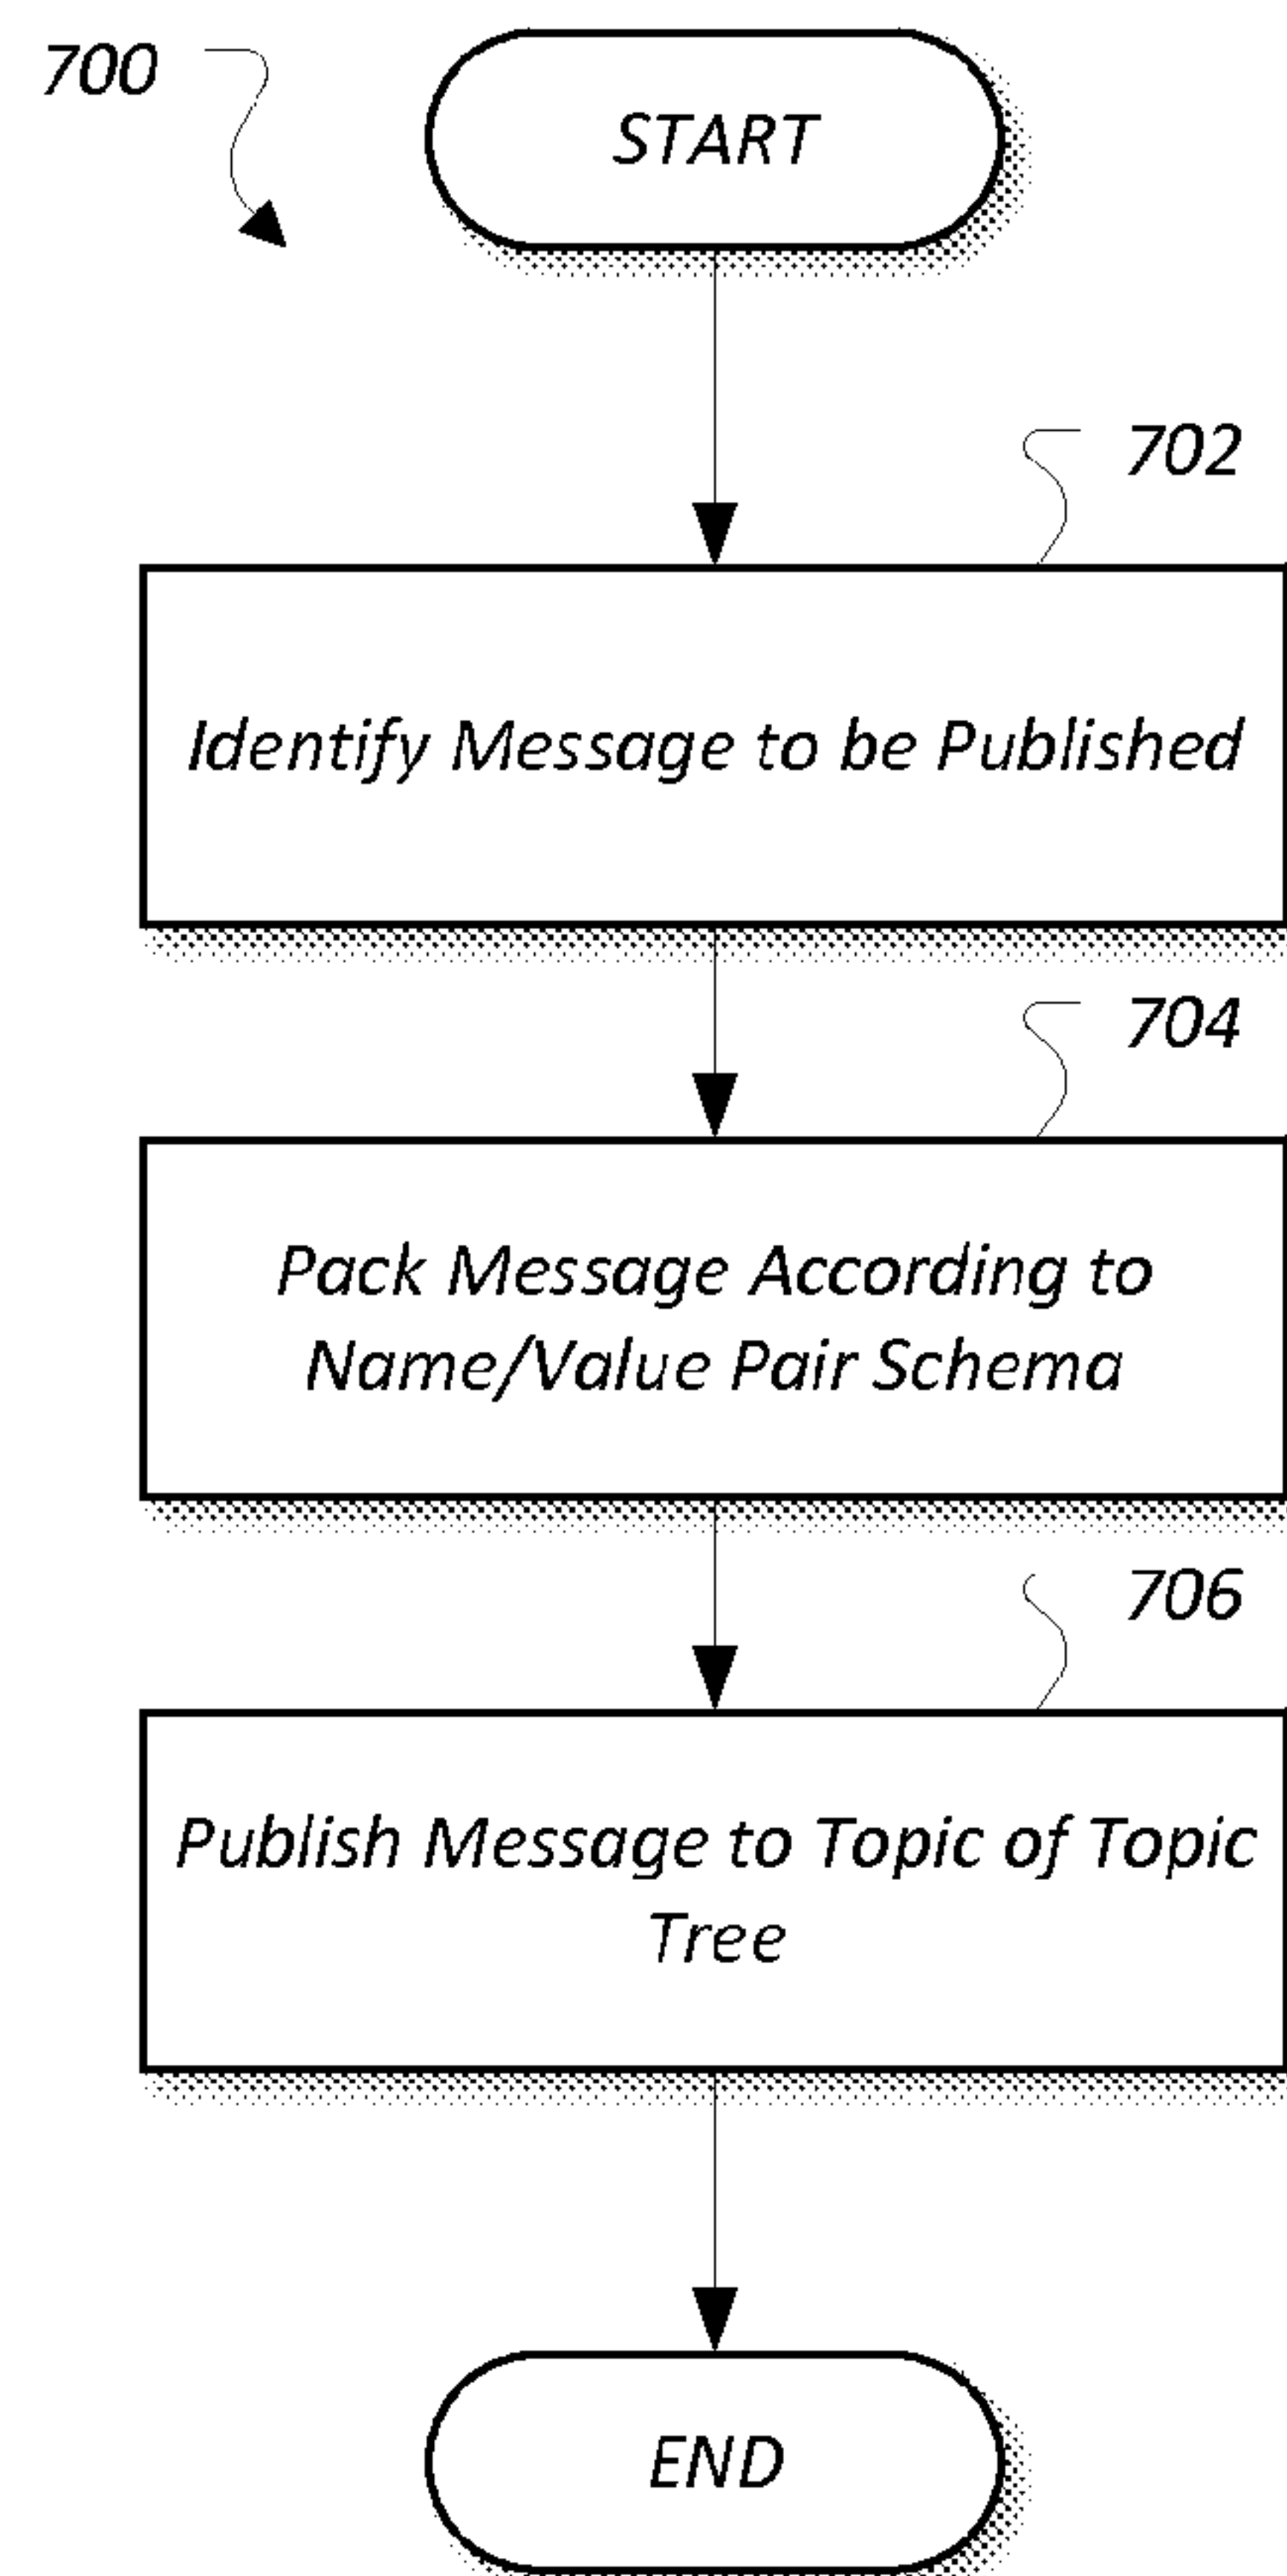 700
START
702
Identify Message to be Published
704
Pack Message According to
Name/Value Pair Schema
706
Publish Message to Topic of Topic
Tree
END